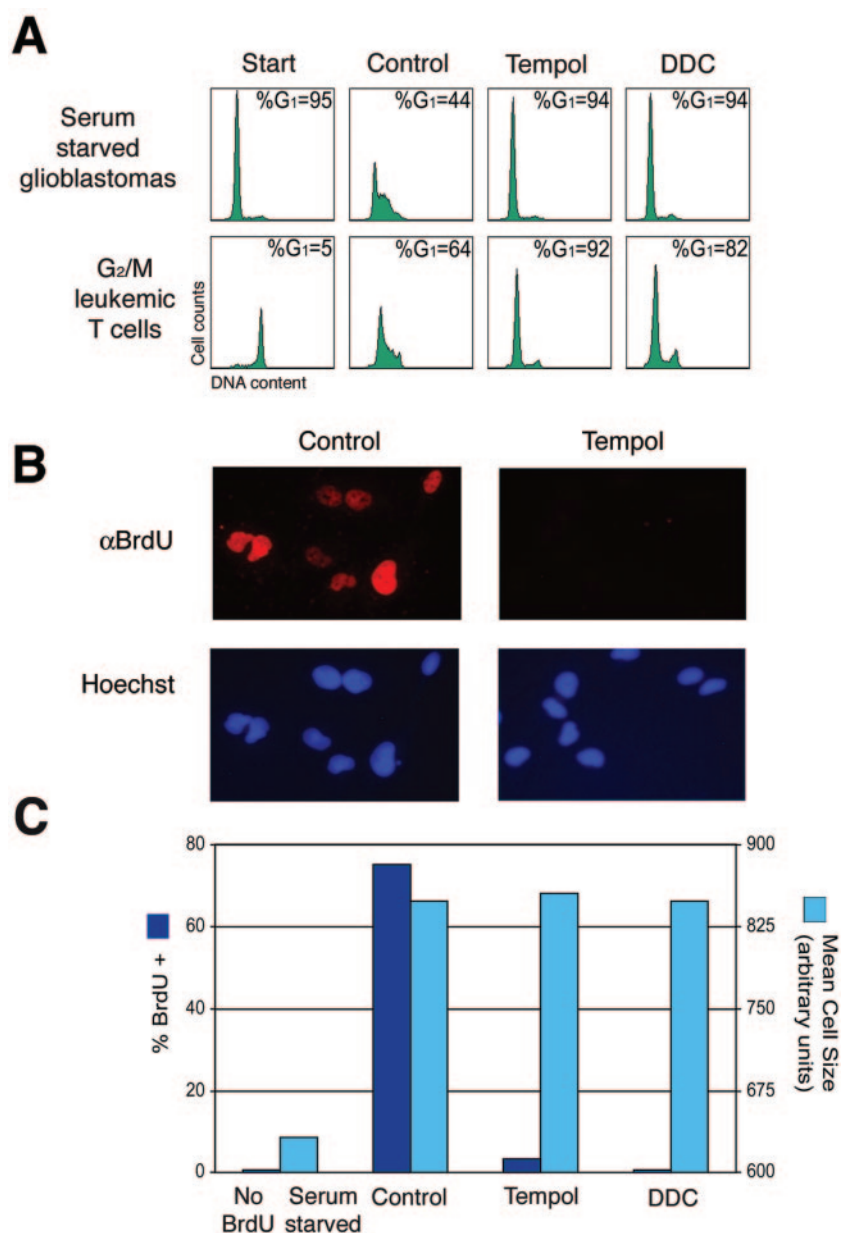 A
Start Control Tempol DDC
Serum
starved
glioblastomas
%G1=95 %G1=44 %G1=94 %G1=94
G2/M
leukemic
T cells
%G1=5 %G1=64 %G1=92 %G1=82
Cell counts
DNA content
B
Control Tempol
αBrdU
Hoechst
C
% BrdU +
80
60
40
20
0
900
825
750
675
600
Mean Cell Size
(arbitrary units)
No
BrdU
Serum
starved
Control
Tempol
DDC